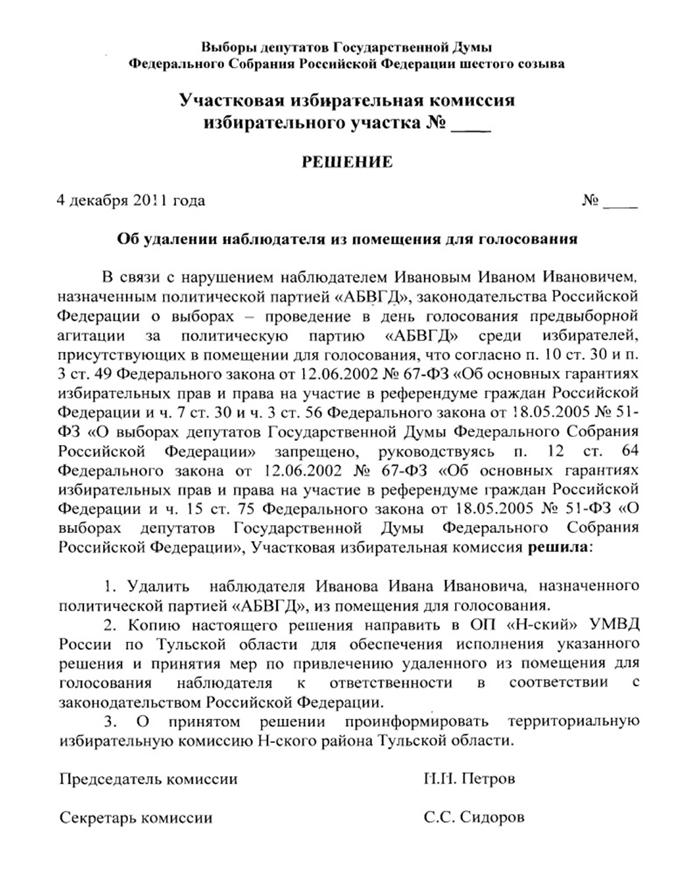 Выборы депутатов Государственной Думы
Федерального Собрания Российской Федерации шестого созыва
Участковая избирательная комиссия
избирательного участка № ____
РЕШЕНИЕ
4 декабря 2011 года № ____
Об удалении наблюдателя из помещения для голосования
В связи с нарушением наблюдателем Ивановым Иваном Ивановичем,
назначенным политической партией «АБВГД», законодательства Российской
Федерации о выборах – проведение в день голосования предвыборной
агитации за политическую партию «АБВГД» среди избирателей,
присутствующих в помещении для голосования, что согласно п. 10 ст. 30 и п.
3 ст. 49 Федерального закона от 12.06.2002 № 67-ФЗ «Об основных гарантиях
избирательных прав и права на участие в референдуме граждан Российской
Федерации и ч. 7 ст. 30 и ч. 3 ст. 56 Федерального закона от 18.05.2005 № 51-
ФЗ «О выборах депутатов Государственной Думы Федерального Собрания
Российской Федерации» запрещено, руководствуясь п. 12 ст. 64
Федерального закона от 12.06.2002 № 67-ФЗ «Об основных гарантиях
избирательных прав и права на участие в референдуме граждан Российской
Федерации и ч. 15 ст. 75 Федерального закона от 18.05.2005 № 51-ФЗ «О
выборах депутатов Государственной Думы Федерального Собрания
Российской Федерации», Участковая избирательная комиссия решила:
1. Удалить наблюдателя Иванова Ивана Ивановича, назначенного
политической партией «АБВГД», из помещения для голосования.
2. Копию настоящего решения направить в ОП «Н-ский» УМВД
России по Тульской области для обеспечения исполнения указанного
решения и принятия мер по привлечению удаленного из помещения для
голосования наблюдателя к ответственности в соответствии с
законодательством Российской Федерации.
3. О принятом решении проинформировать территориальную
избирательную комиссию Н-ского района Тульской области.
Председатель комиссии Н.Н. Петров
Секретарь комиссии С.С. Сидоров